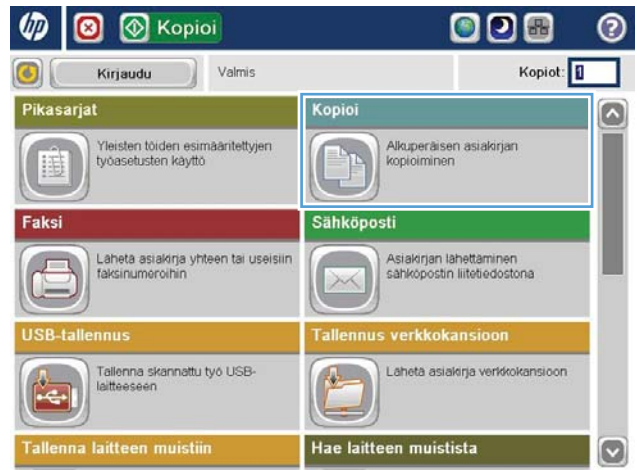 hp Kopioi ?
Kirjaudu Valmis Kopiot: 1
Pikasarjat
Yleisten töiden esimääritettyjen
työasetusten käyttö
Kopioi
Alkuperäisen asiakirjan
kopioiminen
Faksi
Lähetä asiakirja yhteen tai useisiin
faksinumeroihin
Sähköposti
Asiakirjan lähettäminen
sähköpostin liitetiedostona
USB-tallennus
Tallenna skannattu työ USB-
laitteeseen
Tallennus verkkokansioon
Lähetä asiakirja verkkokansioon
Tallenna laitteen muistiin
Hae laitteen muistista